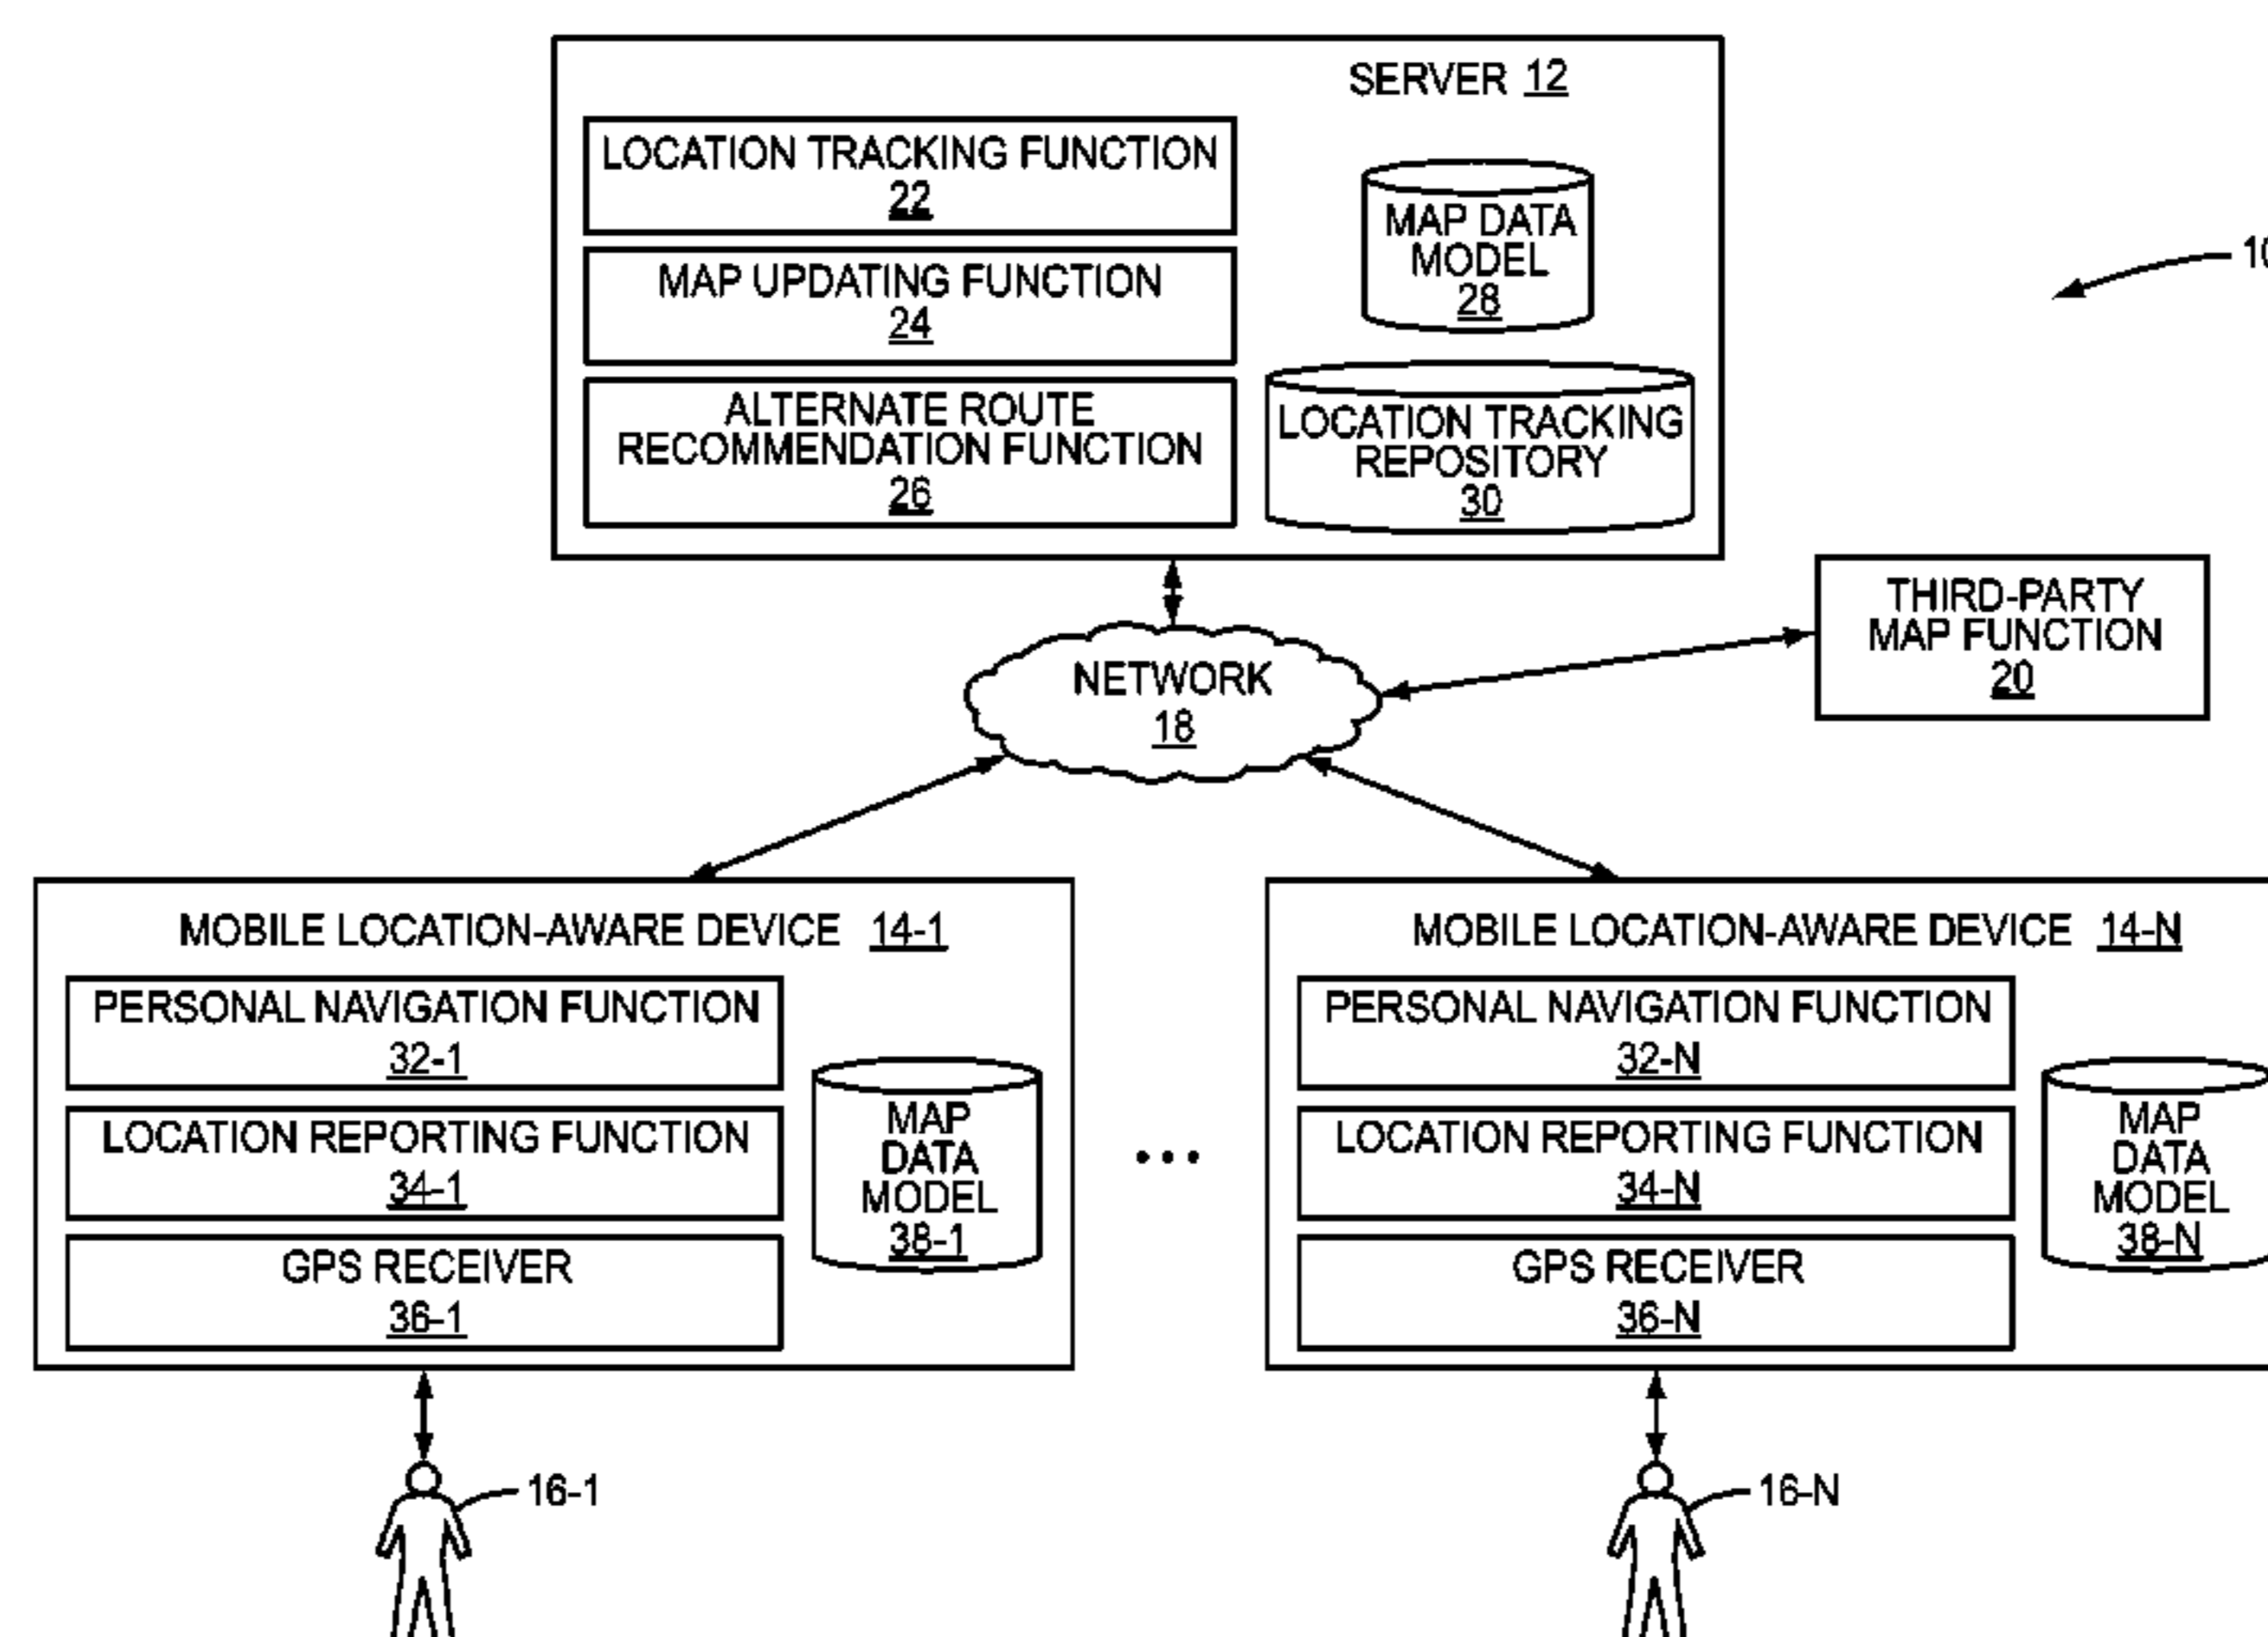 SERVER 12
LOCATION TRACKING FUNCTION
22
MAP UPDATING FUNCTION
24
ALTERNATE ROUTE
RECOMMENDATION FUNCTION
26
MAP DATA
MODEL
28
LOCATION TRACKING
REPOSITORY
30
THIRD-PARTY
MAP FUNCTION
20
NETWORK
18
MOBILE LOCATION-AWARE DEVICE 14-1
PERSONAL NAVIGATION FUNCTION
32-1
LOCATION REPORTING FUNCTION
34-1
GPS RECEIVER
36-1
MAP
DATA
MODEL
38-1
...
MOBILE LOCATION-AWARE DEVICE 14-N
PERSONAL NAVIGATION FUNCTION
32-N
LOCATION REPORTING FUNCTION
34-N
GPS RECEIVER
36-N
MAP
DATA
MODEL
38-N
16-1
16-N